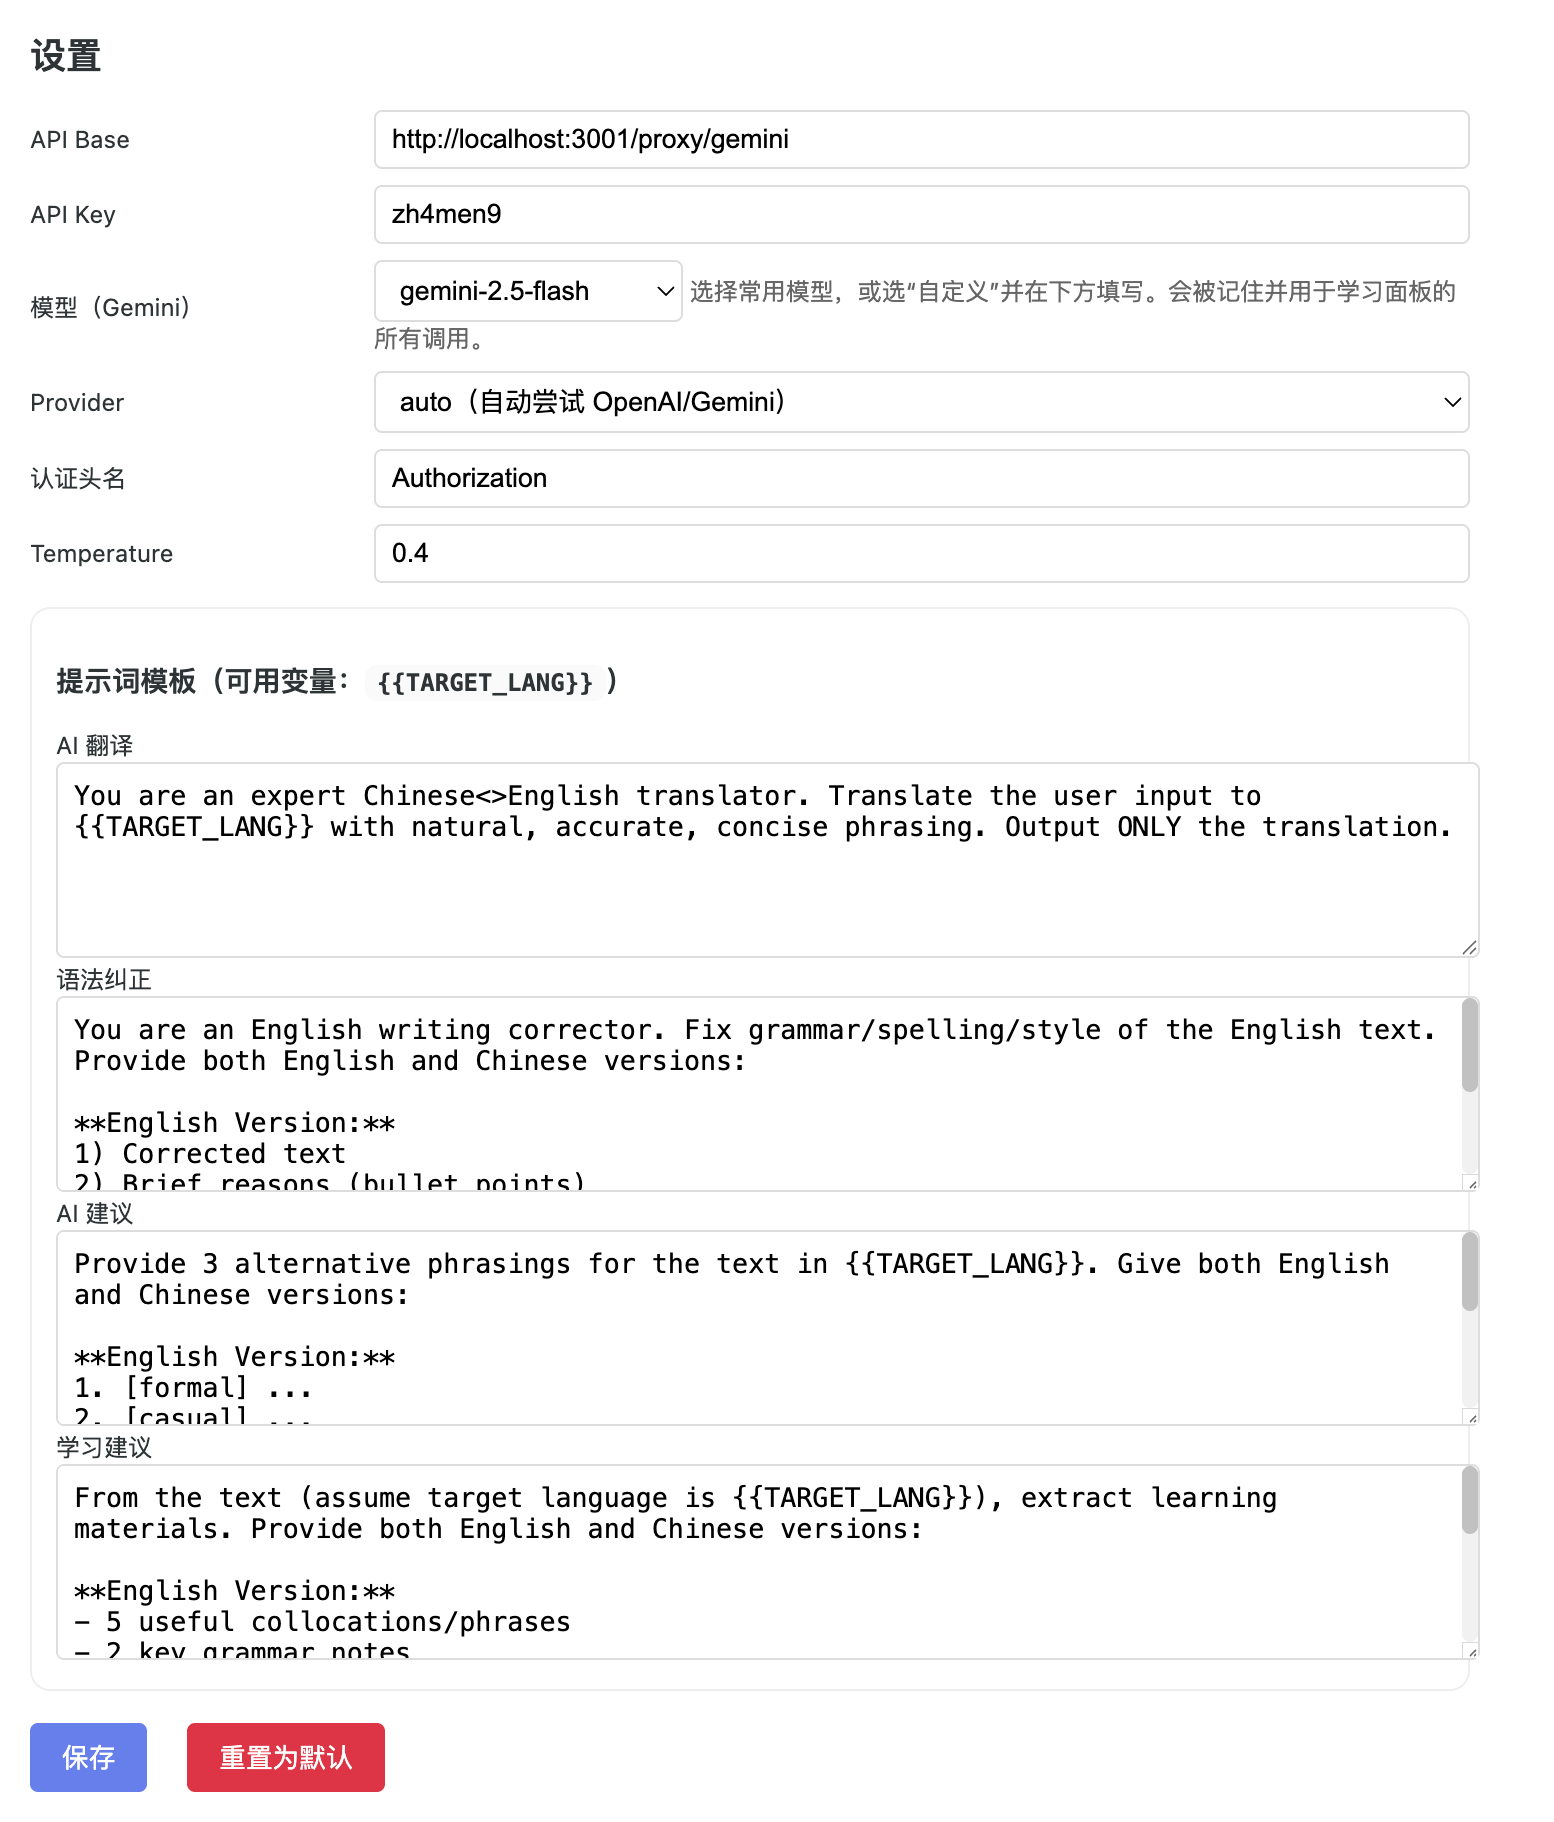 设置
API Base
http://localhost:3001/proxy/gemini
API Key
zh4men9
模型（Gemini）
gemini-2.5-flash
选择常用模型，或选“自定义”并在下方填写。会被记住并用于学习面板的
所有调用。
Provider
auto（自动尝试 OpenAI/Gemini）
认证头名
Authorization
Temperature
0.4
提示词模板（可用变量： {{TARGET_LANG}} ）
AI 翻译
You are an expert Chinese<>English translator. Translate the user input to
{{TARGET_LANG}} with natural, accurate, concise phrasing. Output ONLY the translation.
语法纠正
You are an English writing corrector. Fix grammar/spelling/style of the English text.
Provide both English and Chinese versions:
**English Version:**
1) Corrected text
2) Brief reasons (bullet points)
AI 建议
Provide 3 alternative phrasings for the text in {{TARGET_LANG}}. Give both English
and Chinese versions:
**English Version:**
1. [formal] ...
2. [casual] ...
学习建议
From the text (assume target language is {{TARGET_LANG}}), extract learning
materials. Provide both English and Chinese versions:
**English Version:**
- 5 useful collocations/phrases
- 2 key grammar notes
保存
重置为默认